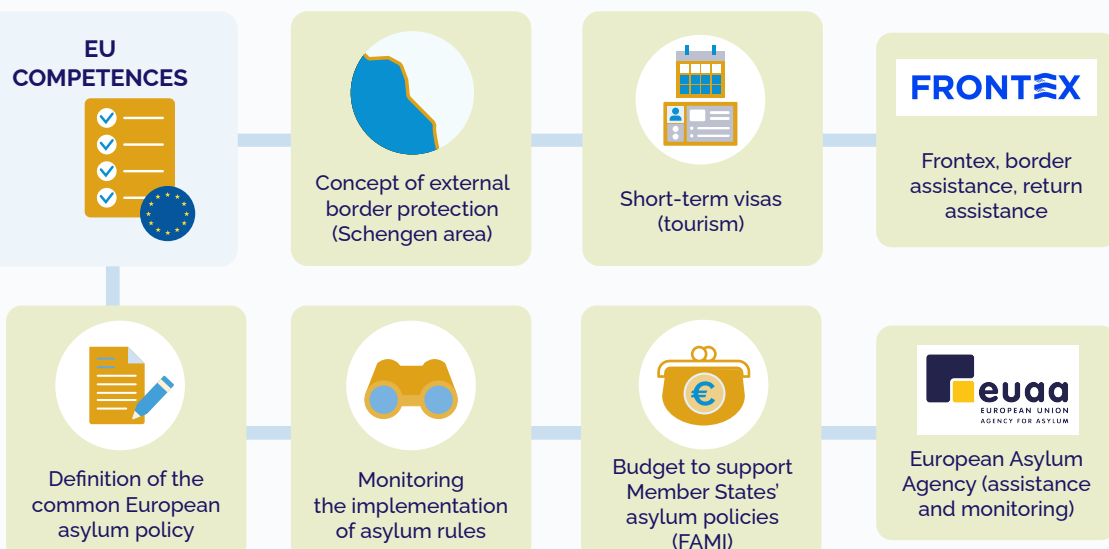 EU
COMPETENCES
Concept of external
border protection
(Schengen area)
Short-term visas
(tourism)
FRONTEX
Frontex, border
assistance, return
assistance
Definition of the
common European
asylum policy
Monitoring
the implementation
of asylum rules
€
Budget to support
Member States’
asylum policies
(FAMI)
euaa
EUROPEAN UNION
AGENCY FOR ASYLUM
European Asylum
Agency (assistance
and monitoring)